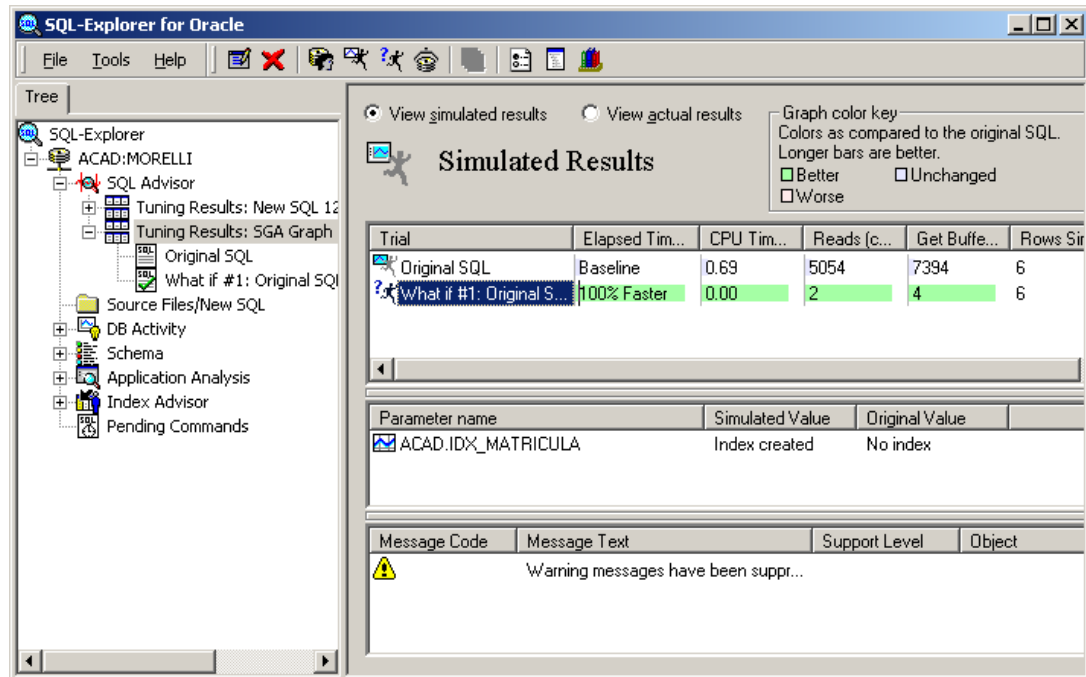 SQL-Explorer for Oracle
File Tools Help
Tree
SQL-Explorer
ACAD:MORELLI
SQL Advisor
Tuning Results: New SQL 12
Tuning Results: SGA Graph
Original SQL
What if #1: Original SQL
Source Files/New SQL
DB Activity
Schema
Application Analysis
Index Advisor
Pending Commands
View simulated results View actual results
Simulated Results
Graph color key
Colors as compared to the original SQL.
Longer bars are better.
Better Unchanged
Worse
Trial Elapsed Tim... CPU Tim... Reads (c... Get Buffe... Rows Sir
Original SQL Baseline 0.69 5054 7394 6
What if #1: Original S... 100% Faster 0.00 2 4 6
Parameter name Simulated Value Original Value
ACAD.IDX_MATRICULA Index created No index
Message Code Message Text Support Level Object
Warning messages have been suppr...